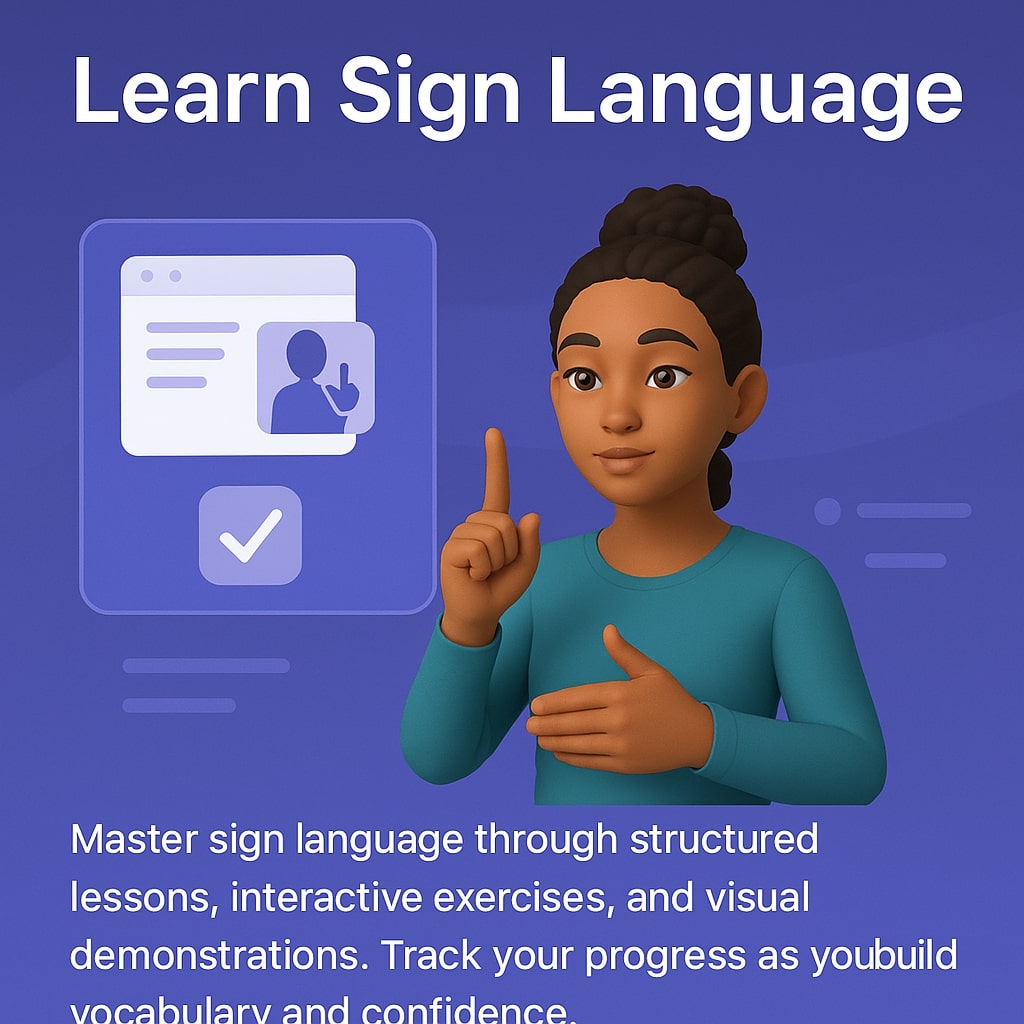 Learn Sign Language
Master sign language through structured
lessons, interactive exercises, and visual
demonstrations. Track your progress as youbuild
vocabulary and confidence.